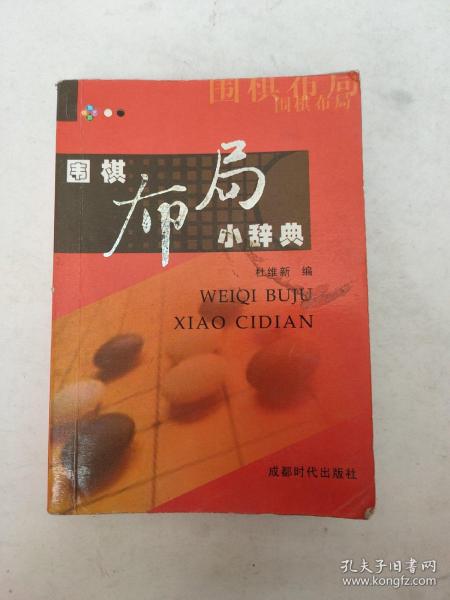 围棋布局
围棋布局
围棋
布局
小辞典
杜维新 编
WEIQI BUJU
XIAO CIDIAN
成都时代出版社
孔夫子旧书网
www.kongfz.com